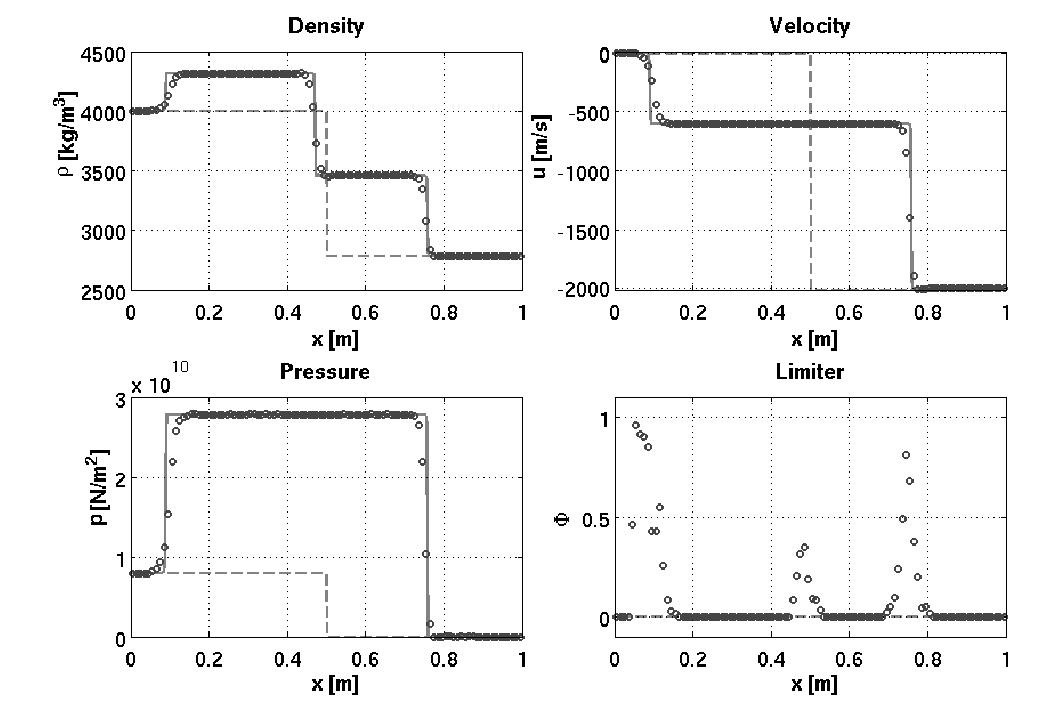 Density
4500
4000
3500
3000
2500
ρ [kg/m³]
0 0.2 0.4 0.6 0.8 1
x [m]
Velocity
0
-500
-1000
-1500
-2000
u [m/s]
0 0.2 0.4 0.6 0.8 1
x [m]
Pressure
x 10¹⁰
3
2
1
0
p [N/m²]
0 0.2 0.4 0.6 0.8 1
x [m]
Limiter
1
0.5
0
Φ
0 0.2 0.4 0.6 0.8 1
x [m]